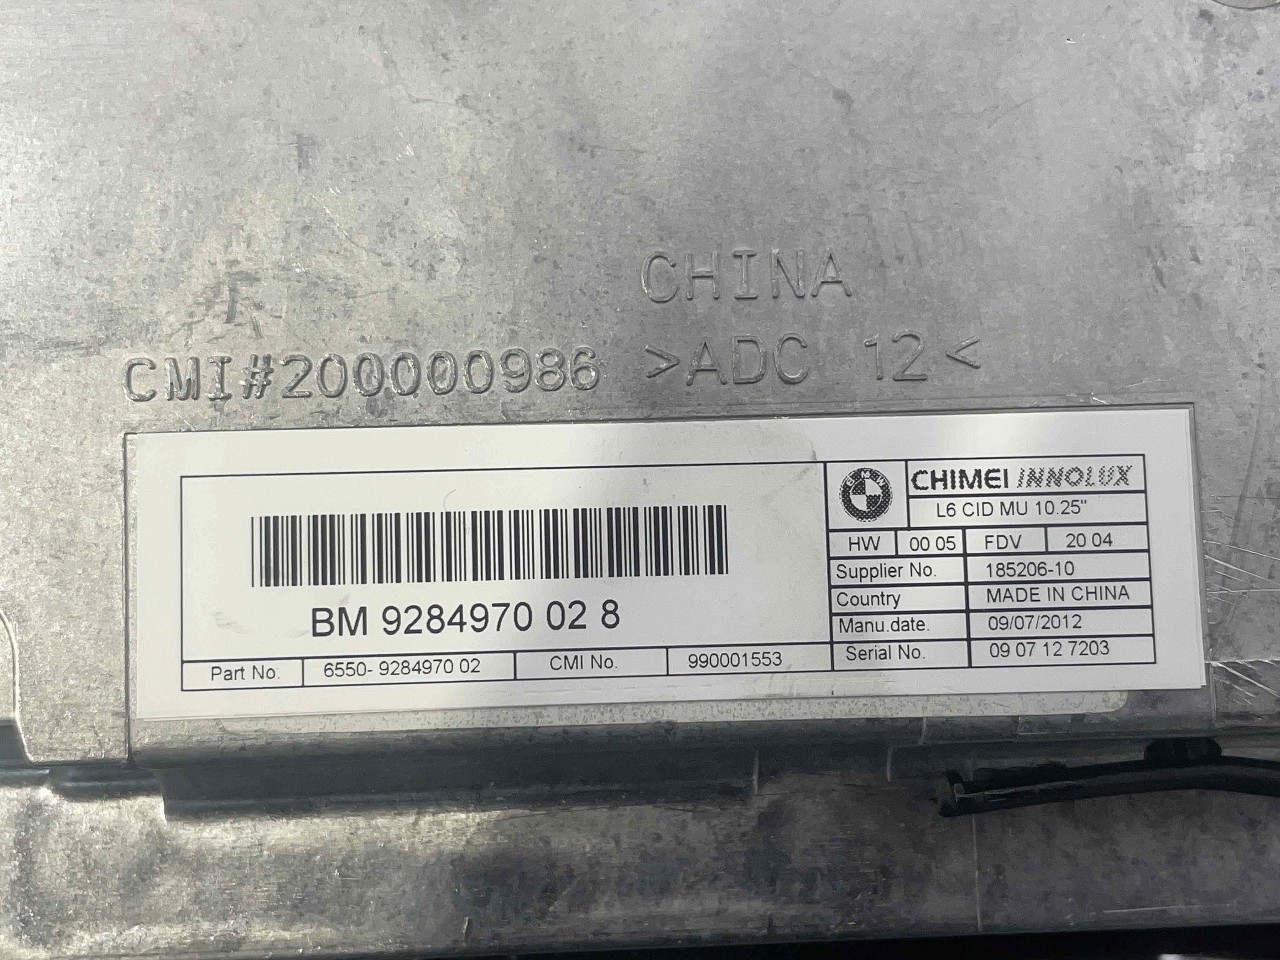 CHINA
CMI#200000986 >ADC 12<
BM 9284970 02 8
Part No. 6550- 9284970 02 CMI No. 990001553
BMW
CHIMEI INNOLUX
L6 CID MU 10.25"
HW 00 05 FDV 20 04
Supplier No. 185206-10
Country MADE IN CHINA
Manu.date. 09/07/2012
Serial No. 09 07 12 7203